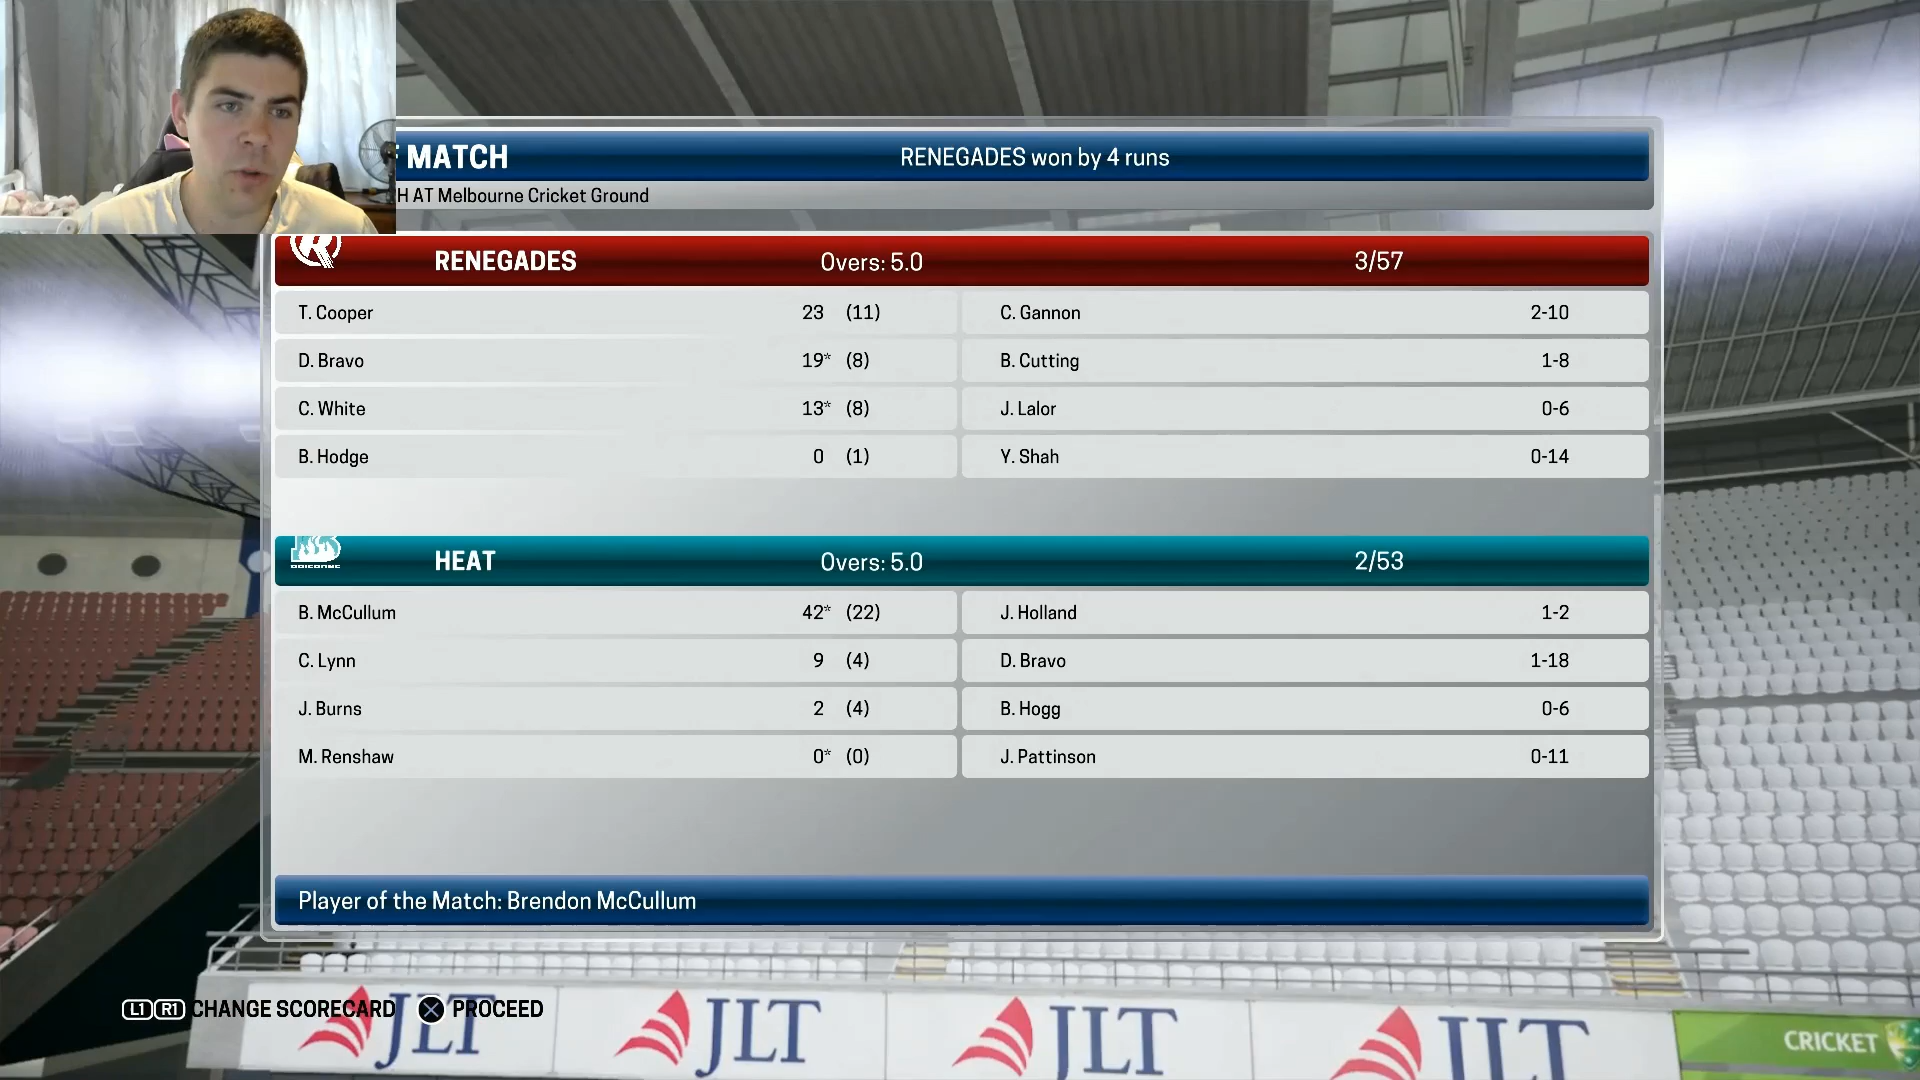 MATCH
RENEGADES won by 4 runs
H AT Melbourne Cricket Ground
R
RENEGADES Overs: 5.0 3/57
T. Cooper 23 (11) C. Gannon 2-10
D. Bravo 19* (8) B. Cutting 1-8
C. White 13* (8) J. Lalor 0-6
B. Hodge 0 (1) Y. Shah 0-14
HEAT Overs: 5.0 2/53
B. McCullum 42* (22) J. Holland 1-2
C. Lynn 9 (4) D. Bravo 1-18
J. Burns 2 (4) B. Hogg 0-6
M. Renshaw 0* (0) J. Pattinson 0-11
Player of the Match: Brendon McCullum
L1 R1 CHANGE SCORECARD PROCEED
JLT JLT JLT JLT CRICKET